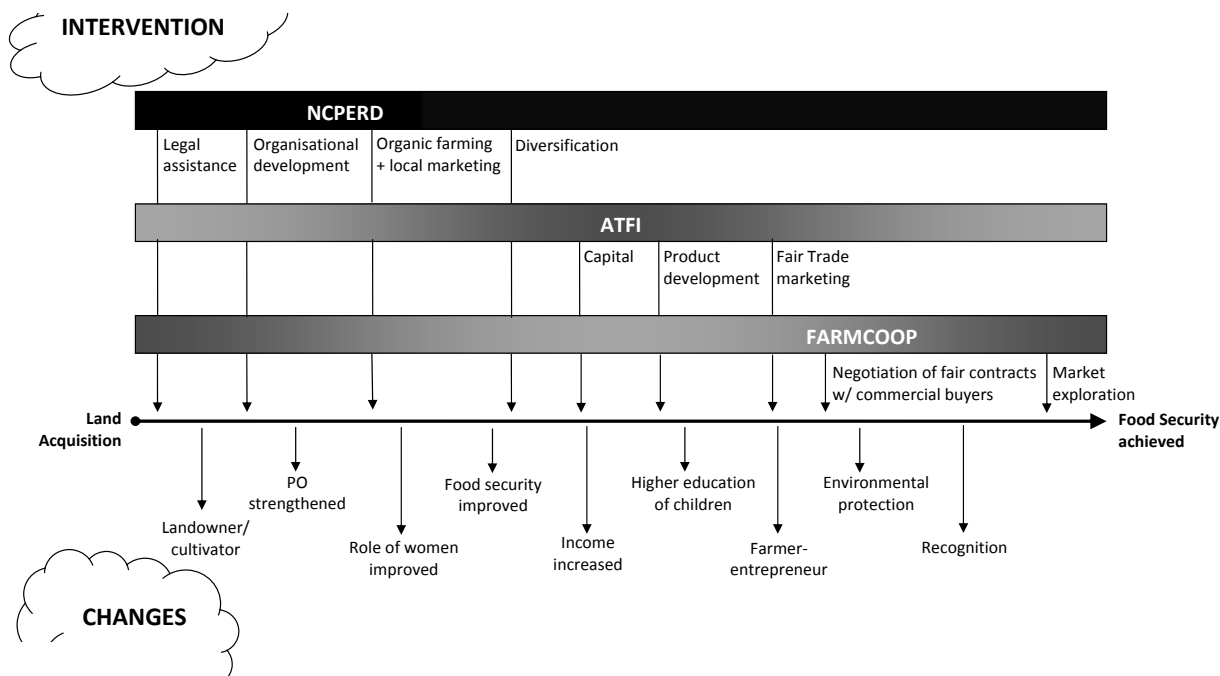 INTERVENTION
NCPERD
Legal
assistance
Organisational
development
Organic farming
+ local marketing
Diversification
ATFI
Capital
Product
development
Fair Trade
marketing
FARMCOOP
Negotiation of fair contracts
w/ commercial buyers
Market
exploration
Land
Acquisition
Food Security
achieved
Landowner/
cultivator
PO
strengthened
Role of women
improved
Food security
improved
Income
increased
Higher education
of children
Farmer-
entrepreneur
Environmental
protection
Recognition
CHANGES